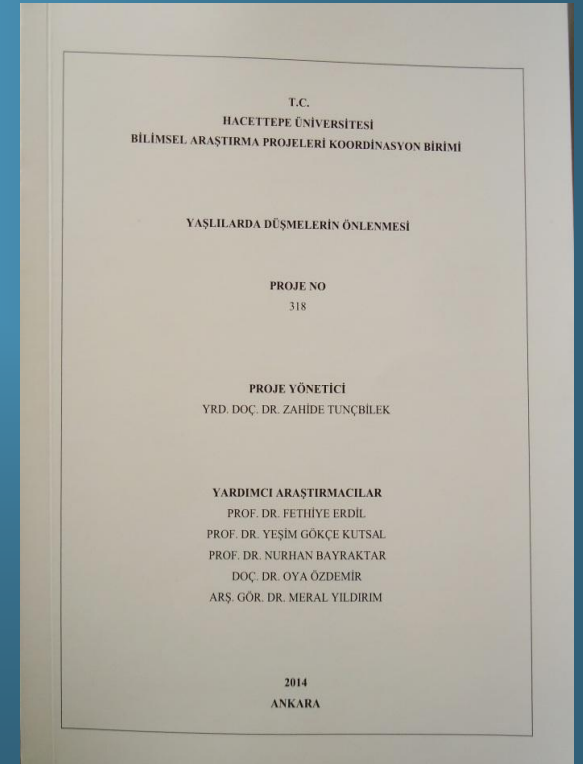 T.C.
HACETTEPE ÜNİVERSİTESİ
BİLİMSEL ARAŞTIRMA PROJELERİ KOORDİNASYON BİRİMİ
YAŞLILARDA DÜŞMELERİN ÖNLENMESİ
PROJE NO
318
PROJE YÖNETİCİ
YRD. DOÇ. DR. ZAHİDE TUNÇBİLEK
YARDIMCI ARAŞTIRMACILAR
PROF. DR. FETHİYE ERDİL
PROF. DR. YEŞİM GÖKÇE KUTSAL
PROF. DR. NURHAN BAYRAKTAR
DOÇ. DR. OYA ÖZDEMİR
ARŞ. GÖR. DR. MERAL YILDIRIM
2014
ANKARA